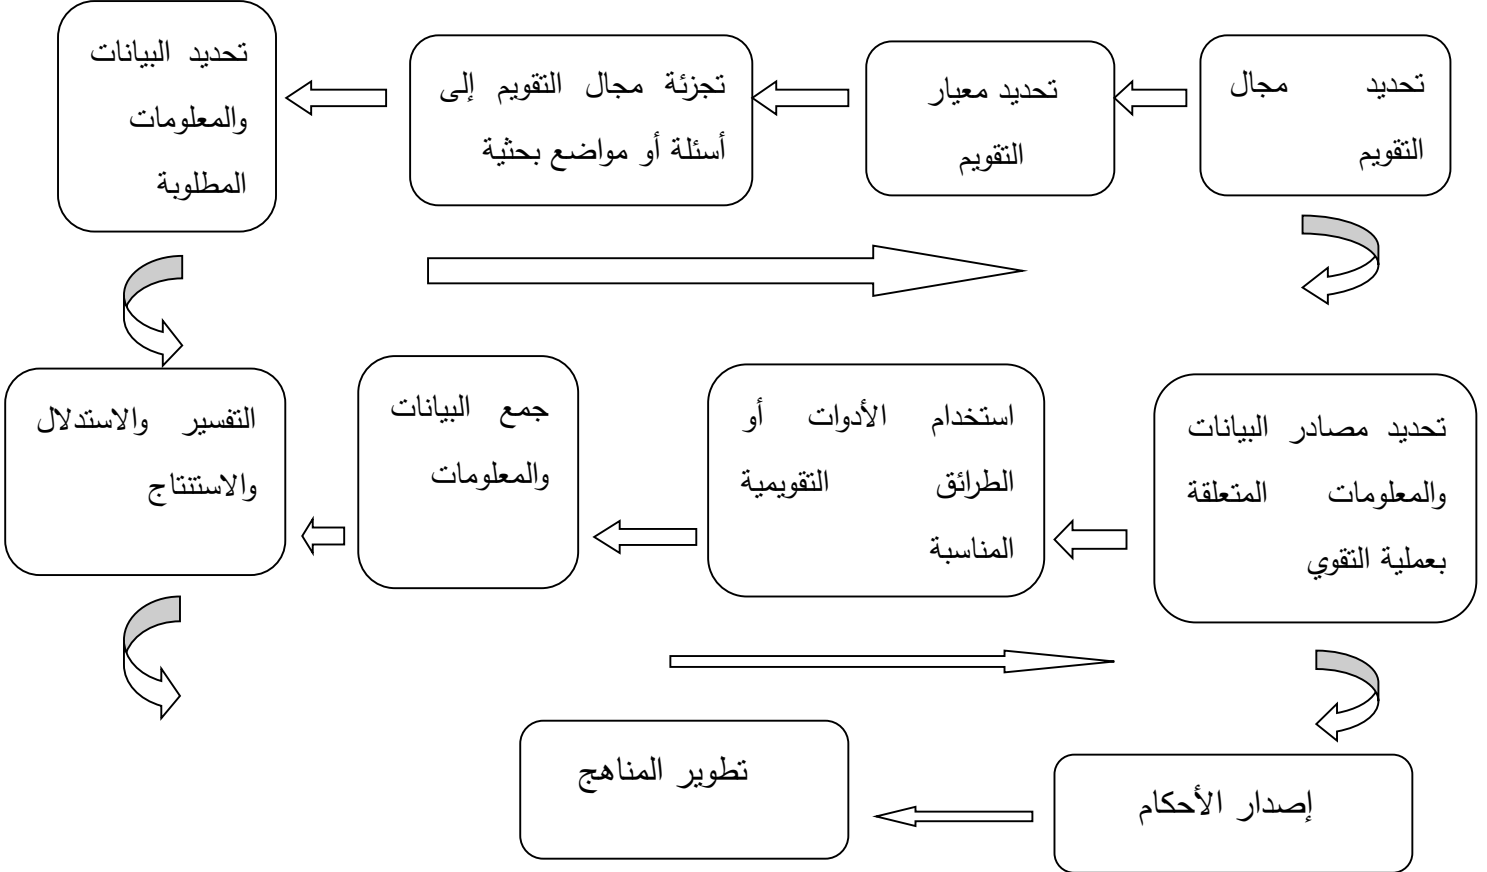 تحديد مجال
التقويم
تحديد معيار
التقويم
تجزئة مجال التقويم إلى
أسئلة أو مواضع بحثية
تحديد البيانات
والمعلومات
المطلوبة
تحديد مصادر البيانات
والمعلومات المتعلقة
بعملية التقوي
استخدام الأدوات أو
الطرائق التقويمية
المناسبة
جمع البيانات
والمعلومات
التفسير والاستدلال
والاستنتاج
إصدار الأحكام
تطوير المناهج